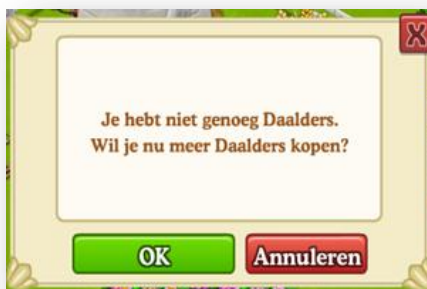 X
Je hebt niet genoeg Daalders.
Wil je nu meer Daalders kopen?
OK
Annuleren